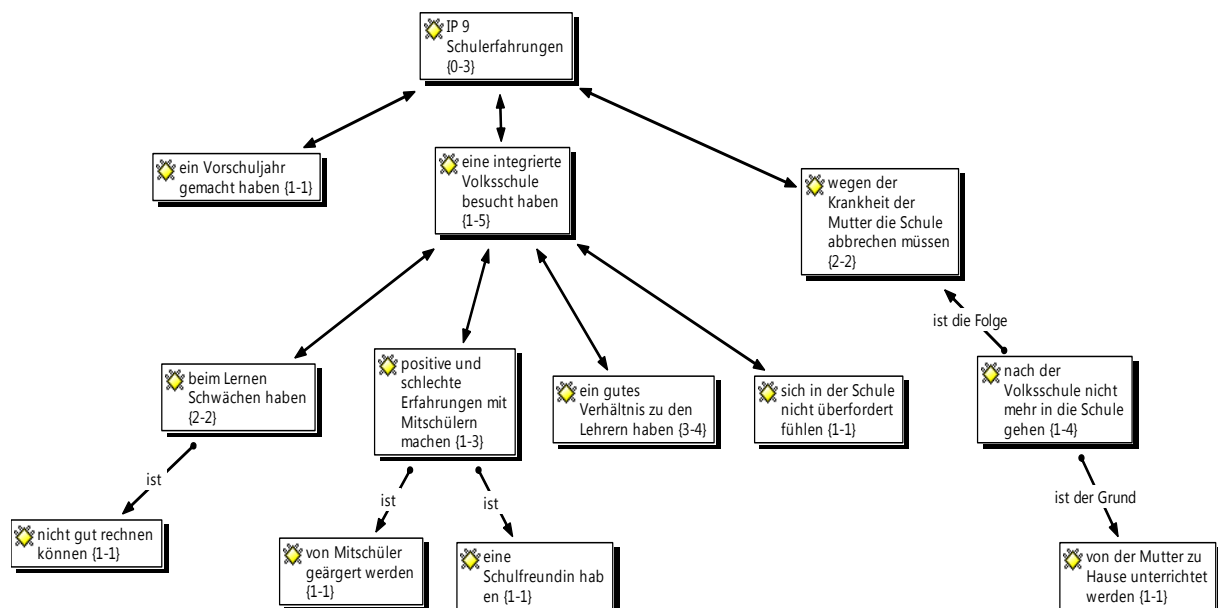 IP 9
Schulerfahrungen
{0-3}
ein Vorschuljahr
gemacht haben {1-1}
eine integrierte
Volksschule
besucht haben
{1-5}
wegen der
Krankheit der
Mutter die Schule
abbrechen müssen
{2-2}
ist die Folge
beim Lernen
Schwächen haben
{2-2}
positive und
schlechte
Erfahrungen mit
Mitschülern
machen {1-3}
ein gutes
Verhältnis zu den
Lehrern haben {3-4}
sich in der Schule
nicht überfordert
fühlen {1-1}
nach der
Volksschule nicht
mehr in die Schule
gehen {1-4}
ist
ist
ist
ist der Grund
nicht gut rechnen
können {1-1}
von Mitschüler
geärgert werden
{1-1}
eine
Schulfreundin hab
en {1-1}
von der Mutter zu
Hause unterrichtet
werden {1-1}